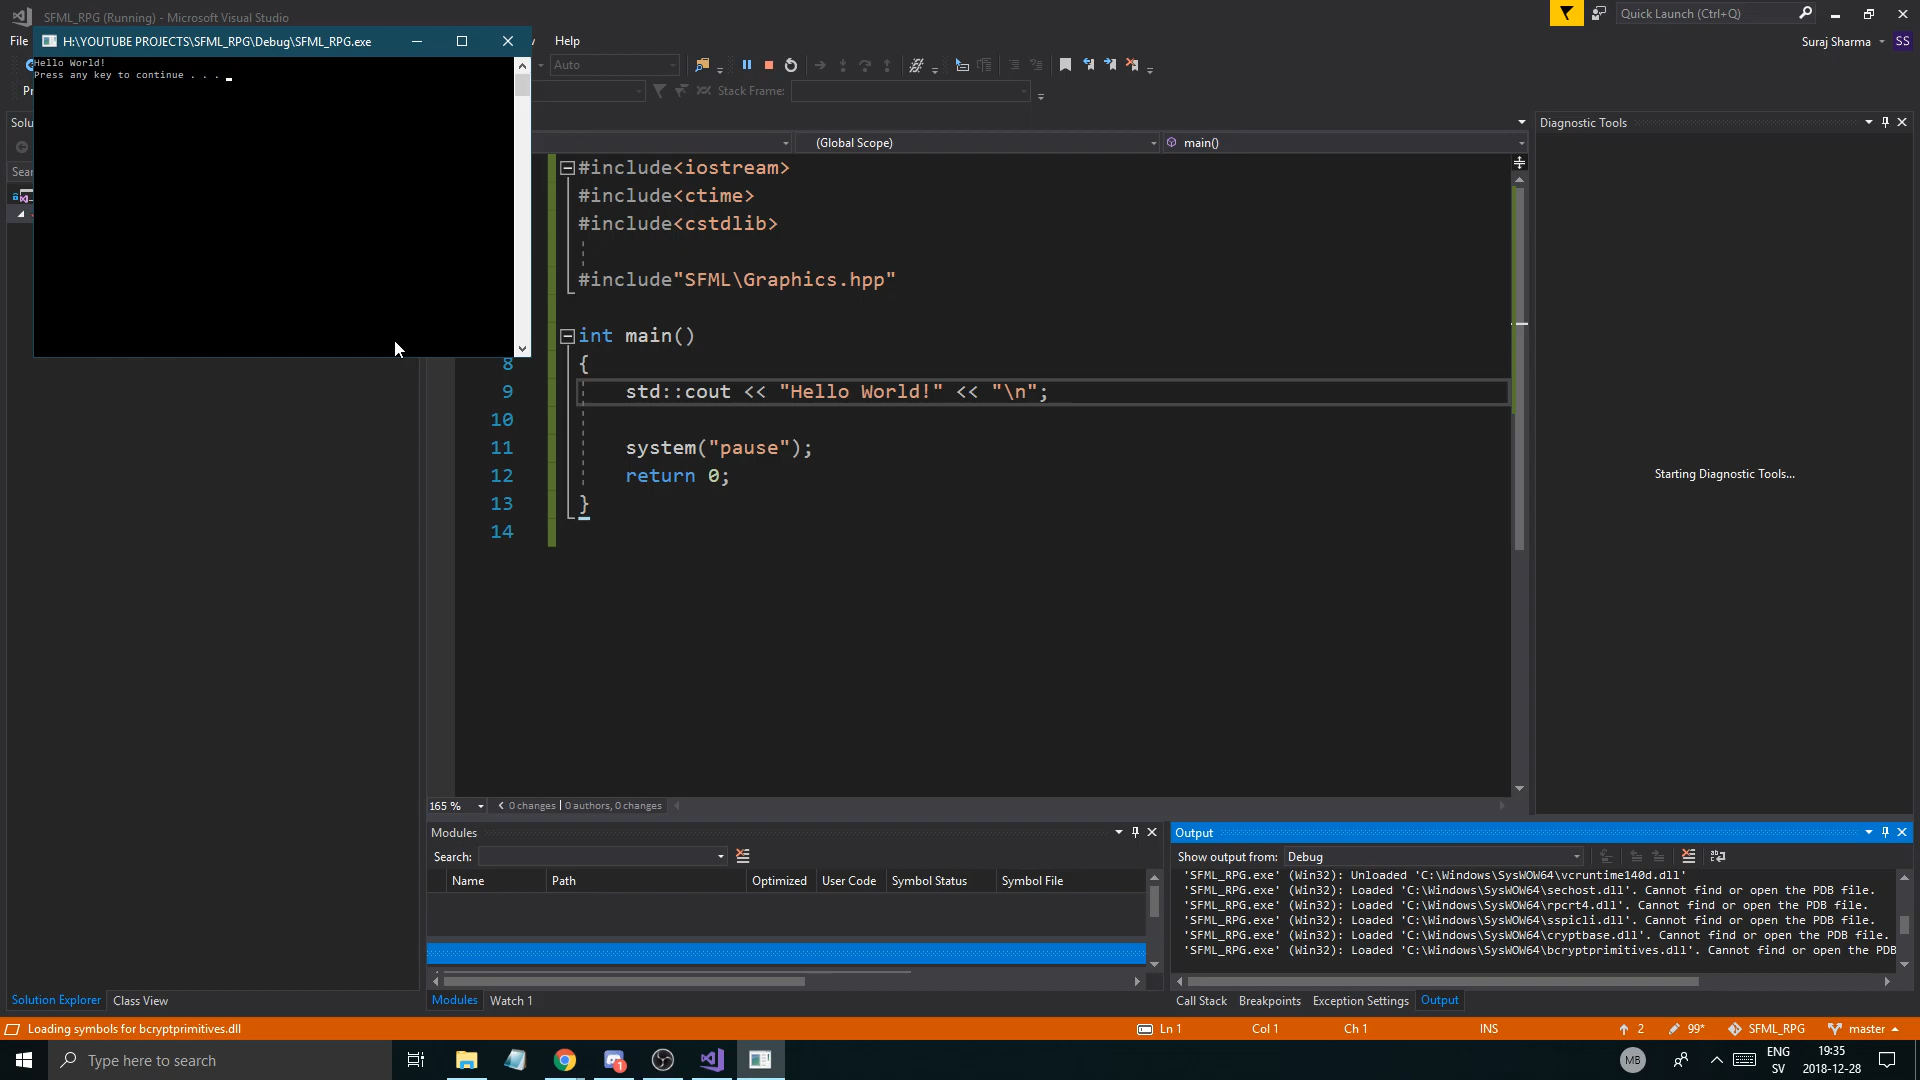 SFML_RPG (Running) - Microsoft Visual Studio
Quick Launch (Ctrl+Q)
File
H:\YOUTUBE PROJECTS\SFML_RPG\Debug\SFML_RPG.exe
Help
Suraj Sharma
SS
Hello World!
Press any key to continue . . .
Auto
Stack Frame:
(Global Scope)
main()
Diagnostic Tools
#include<iostream>
#include<ctime>
#include<cstdlib>
#include"SFML\Graphics.hpp"
int main()
8 {
9 std::cout << "Hello World!" << "\n";
10
11 system("pause");
12 return 0;
13 }
14
Starting Diagnostic Tools...
165 %
0 changes | 0 authors, 0 changes
Modules
Search:
Name Path Optimized User Code Symbol Status Symbol File
Output
Show output from: Debug
'SFML_RPG.exe' (Win32): Unloaded 'C:\Windows\SysWOW64\vcruntime140d.dll'
'SFML_RPG.exe' (Win32): Loaded 'C:\Windows\SysWOW64\sechost.dll'. Cannot find or open the PDB file.
'SFML_RPG.exe' (Win32): Loaded 'C:\Windows\SysWOW64\rpcrt4.dll'. Cannot find or open the PDB file.
'SFML_RPG.exe' (Win32): Loaded 'C:\Windows\SysWOW64\sspicli.dll'. Cannot find or open the PDB file.
'SFML_RPG.exe' (Win32): Loaded 'C:\Windows\SysWOW64\cryptbase.dll'. Cannot find or open the PDB file.
'SFML_RPG.exe' (Win32): Loaded 'C:\Windows\SysWOW64\bcryptprimitives.dll'. Cannot find or open the PDB
Solution Explorer Class View
Modules Watch 1
Call Stack Breakpoints Exception Settings Output
Loading symbols for bcryptprimitives.dll
Ln 1 Col 1 Ch 1 INS
2 99* SFML_RPG master
Type here to search
1
MB
ENG
SV
19:35
2018-12-28